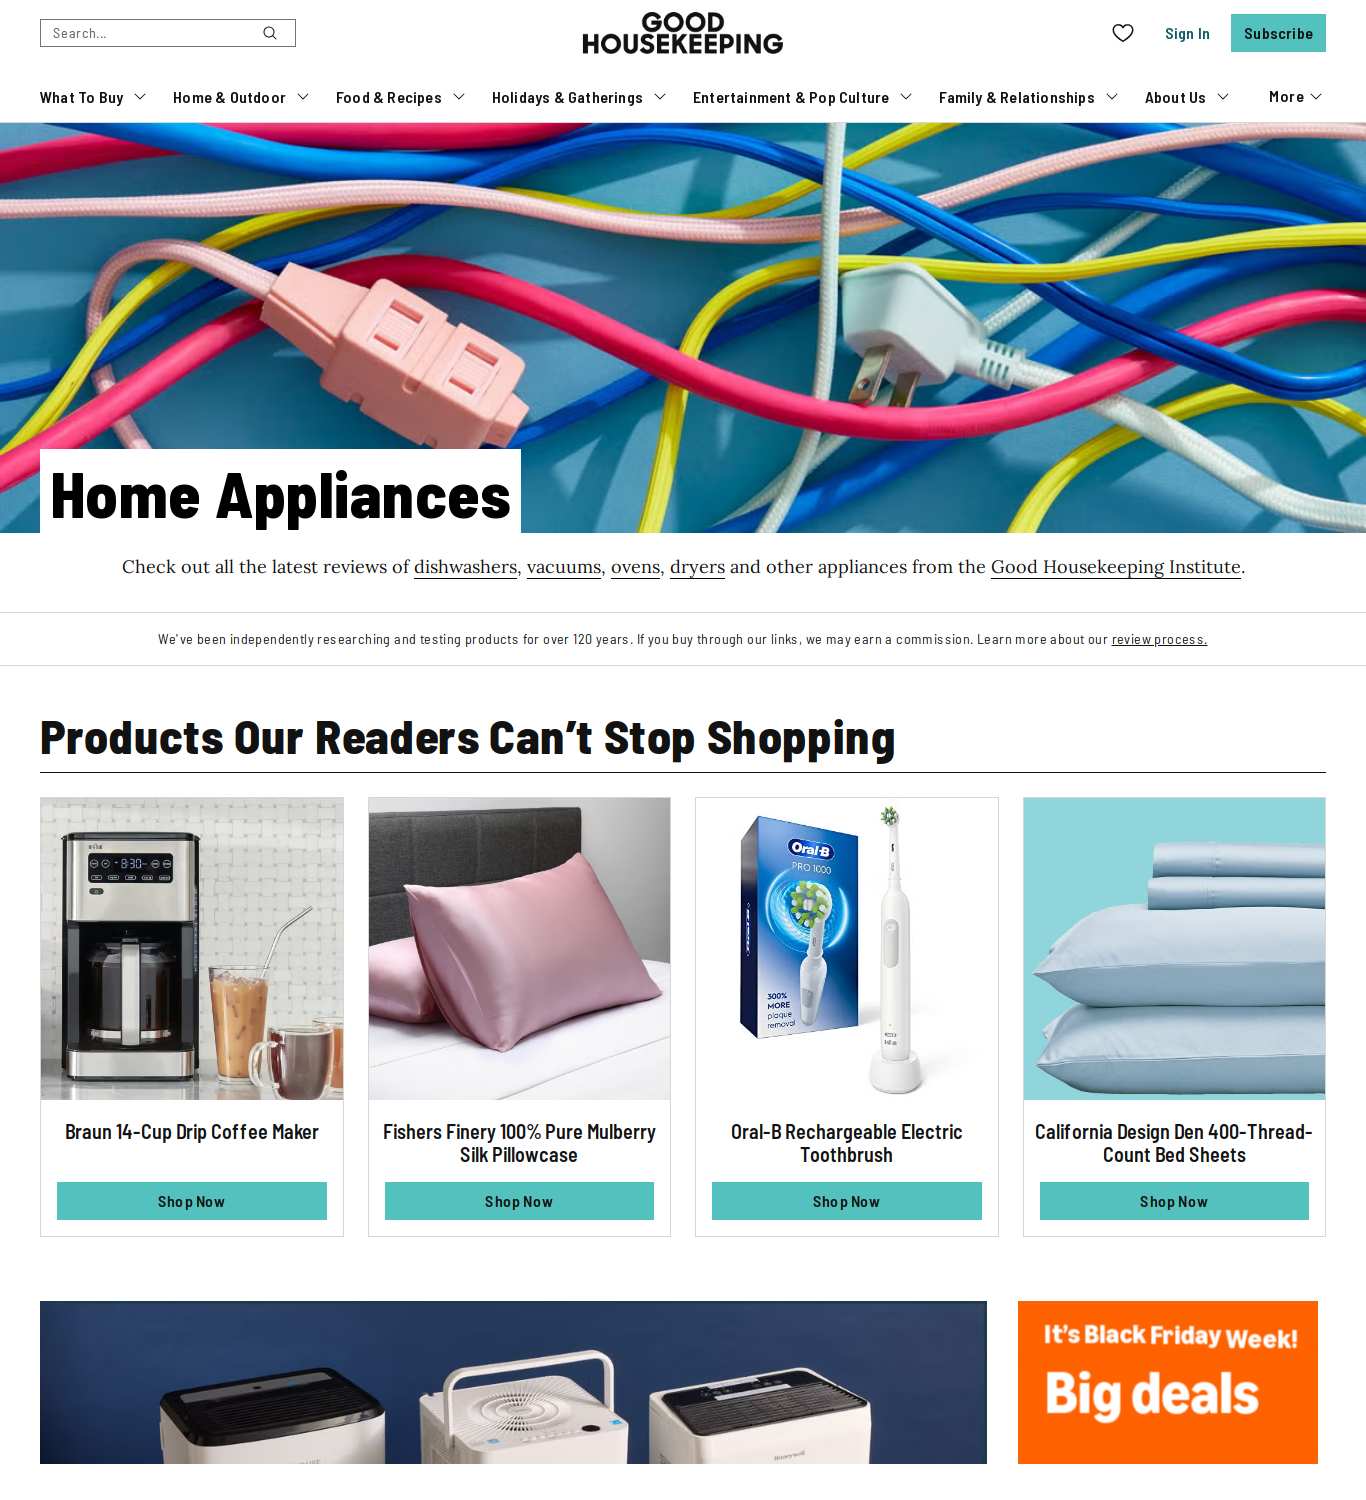 Search...
GOOD
HOUSEKEEPING
Sign In
Subscribe
What To Buy
Home & Outdoor
Food & Recipes
Holidays & Gatherings
Entertainment & Pop Culture
Family & Relationships
About Us
More
Home Appliances
Check out all the latest reviews of dishwashers, vacuums, ovens, dryers and other appliances from the Good Housekeeping Institute.
We've been independently researching and testing products for over 120 years. If you buy through our links, we may earn a commission. Learn more about our review process.
Products Our Readers Can’t Stop Shopping
8:30
Oral-B
PRO 1000
300%
MORE
plaque
removal
Braun 14-Cup Drip Coffee Maker
Fishers Finery 100% Pure Mulberry
Silk Pillowcase
Oral-B Rechargeable Electric
Toothbrush
California Design Den 400-Thread-
Count Bed Sheets
Shop Now
Shop Now
Shop Now
Shop Now
Honeywell
It’s Black Friday Week!
Big deals